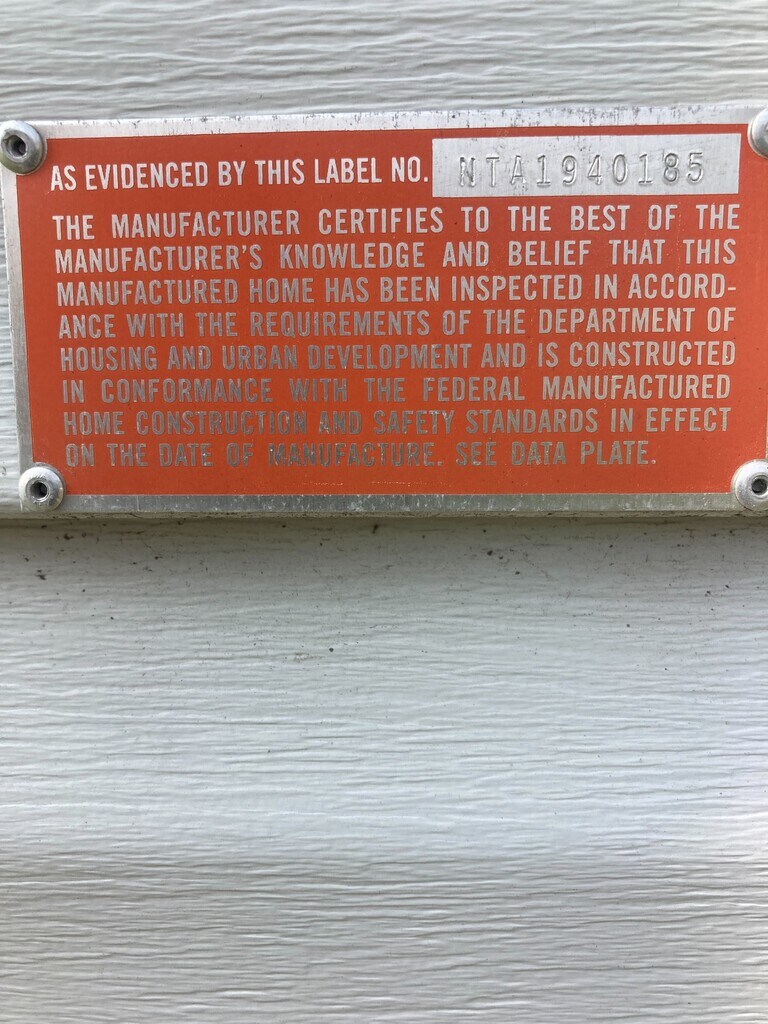 AS EVIDENCED BY THIS LABEL NO. NTA1940185
THE MANUFACTURER CERTIFIES TO THE BEST OF THE
MANUFACTURER'S KNOWLEDGE AND BELIEF THAT THIS
MANUFACTURED HOME HAS BEEN INSPECTED IN ACCORD-
ANCE WITH THE REQUIREMENTS OF THE DEPARTMENT OF
HOUSING AND URBAN DEVELOPMENT AND IS CONSTRUCTED
IN CONFORMANCE WITH THE FEDERAL MANUFACTURED
HOME CONSTRUCTION AND SAFETY STANDARDS IN EFFECT
ON THE DATE OF MANUFACTURE. SEE DATA PLATE.